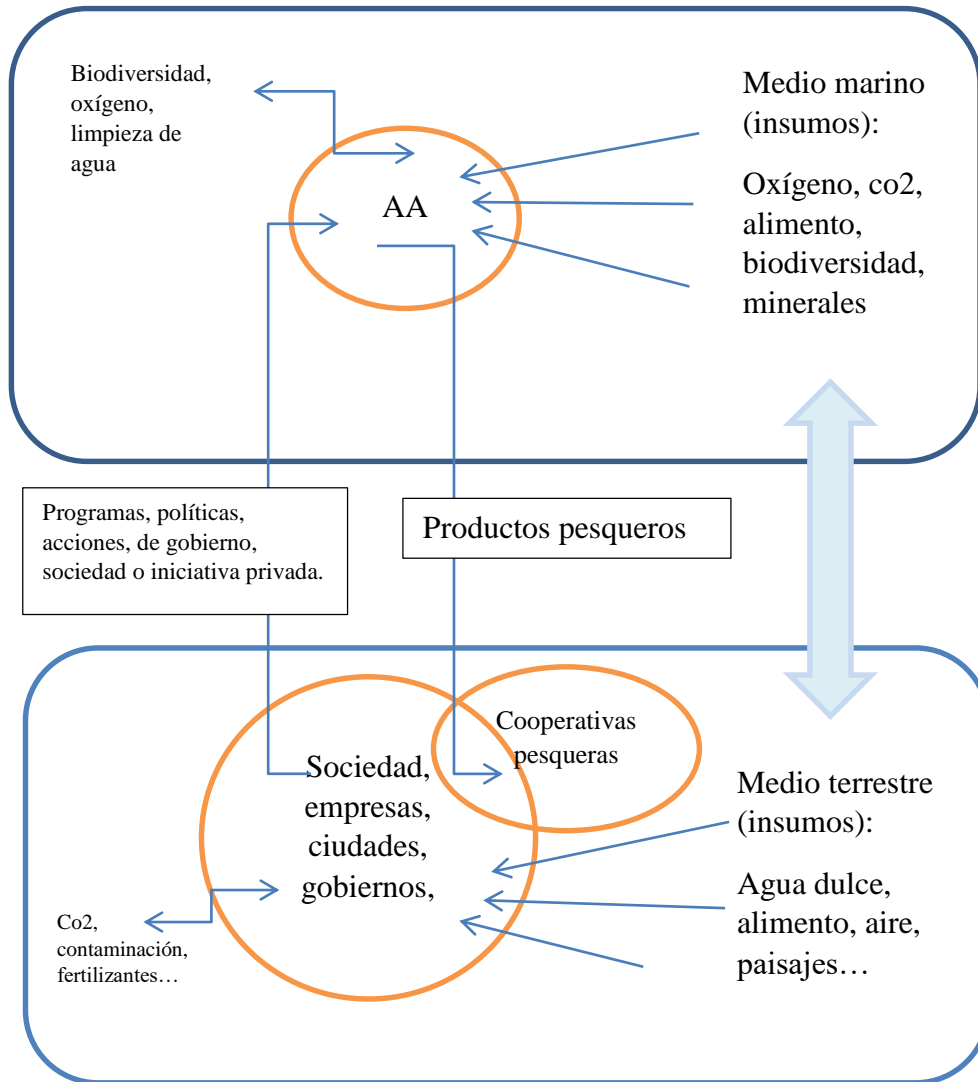 Biodiversidad,
oxígeno,
limpieza de
agua
AA
Medio marino
(insumos):
Oxígeno, co2,
alimento,
biodiversidad,
minerales
Programas, políticas,
acciones, de gobierno,
sociedad o iniciativa privada.
Productos pesqueros
Cooperativas
pesqueras
Sociedad,
empresas,
ciudades,
gobiernos,
Medio terrestre
(insumos):
Agua dulce,
alimento, aire,
paisajes…
Co2,
contaminación,
fertilizantes…